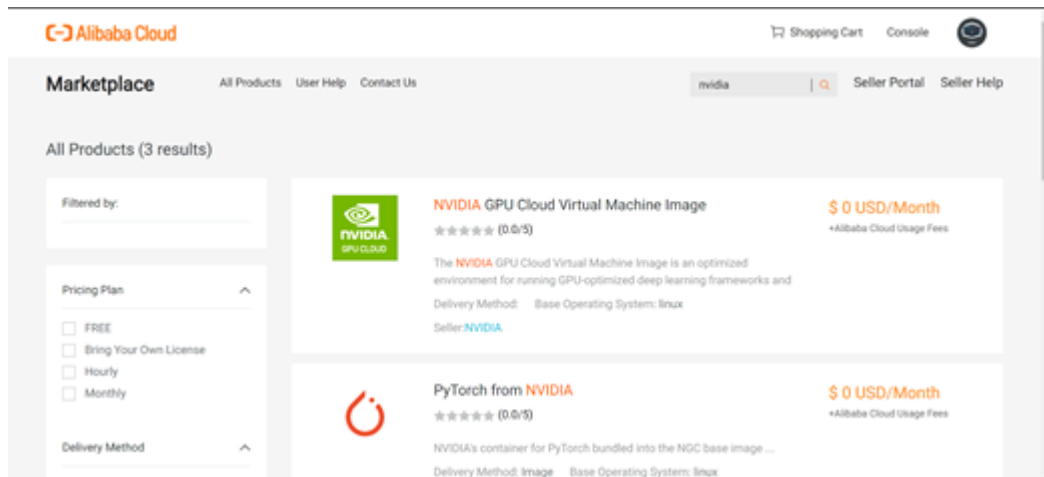 Alibaba Cloud
Shopping Cart Console
Marketplace All Products User Help Contact Us nvidia Seller Portal Seller Help
All Products (3 results)
Filtered by:
Pricing Plan
FREE
Bring Your Own License
Hourly
Monthly
Delivery Method
NVIDIA
GPU CLOUD
NVIDIA GPU Cloud Virtual Machine Image
(0.0/5)
The NVIDIA GPU Cloud Virtual Machine Image is an optimized
environment for running GPU-optimized deep learning frameworks and
Delivery Method: Base Operating System: linux
Seller:NVIDIA
$ 0 USD/Month
+Alibaba Cloud Usage Fees
PyTorch from NVIDIA
(0.0/5)
NVIDIA's container for PyTorch bundled into the NGC base image ...
Delivery Method: Image Base Operating System: linux
$ 0 USD/Month
+Alibaba Cloud Usage Fees